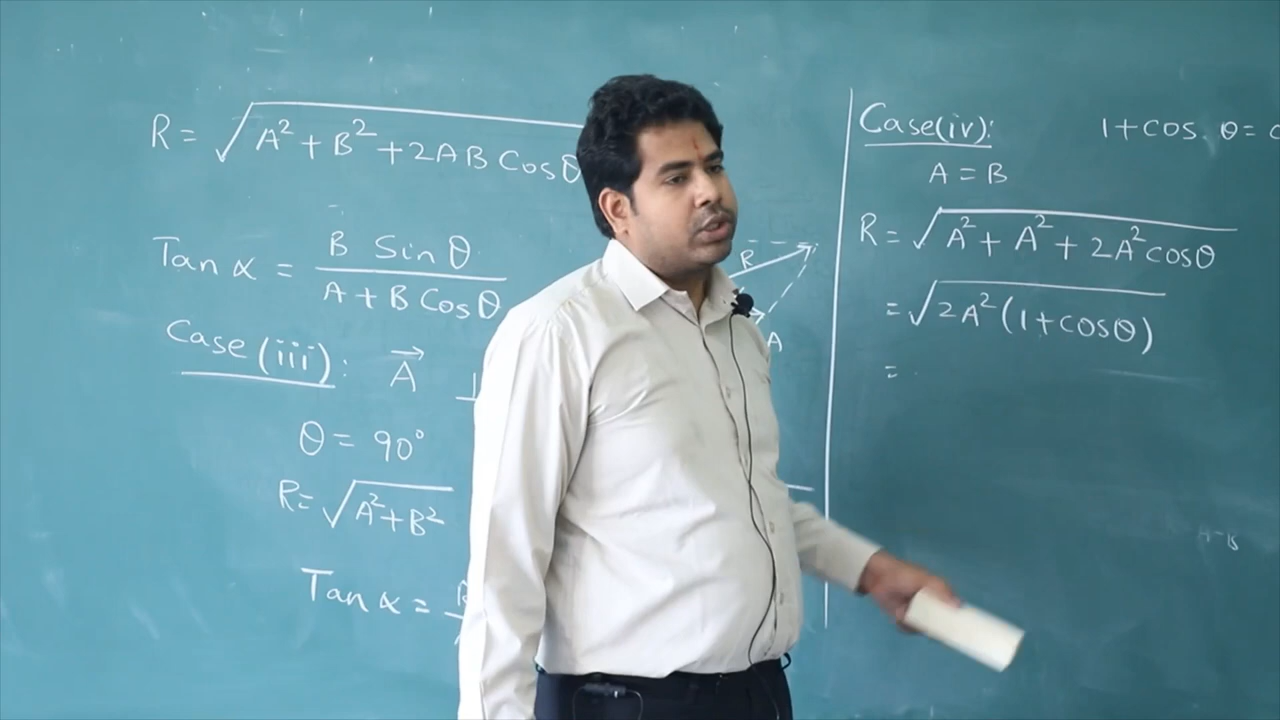 R = √A² + B² + 2AB Cosθ
Tan α = B Sinθ / A + B Cosθ
Case (iii): A⃗ ⊥
θ = 90°
R = √A² + B²
Tan α =
R
A
Case (iv):
1 + cos θ =
A = B
R = √A² + A² + 2A² cosθ
= √2A² (1 + cosθ)
=